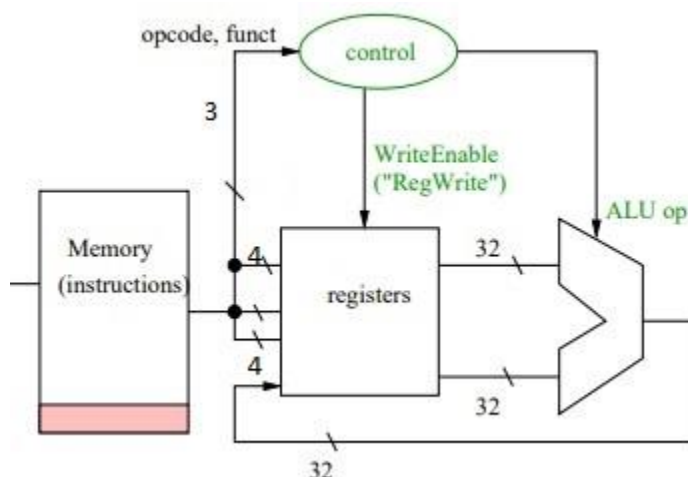 opcode, funct
control
3
WriteEnable
("RegWrite")
ALU op
Memory
(instructions)
4
32
registers
4
32
32